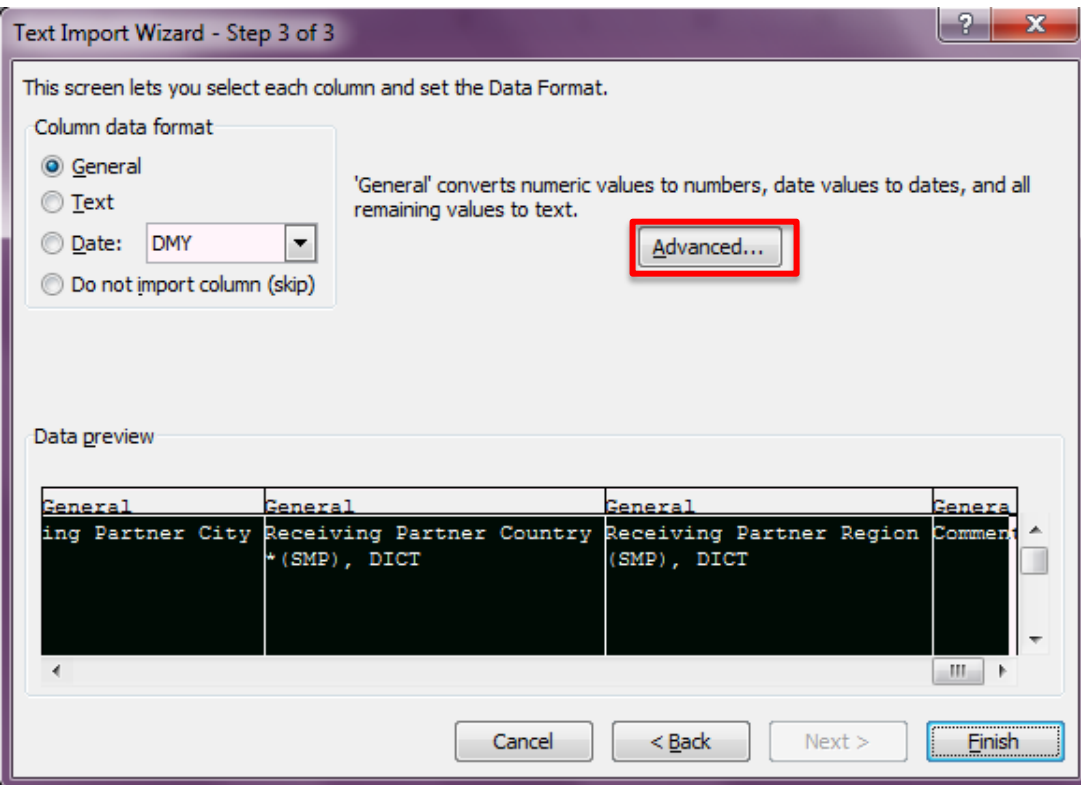 Text Import Wizard - Step 3 of 3
This screen lets you select each column and set the Data Format.
Column data format
General
Text
Date: DMY
Do not import column (skip)
'General' converts numeric values to numbers, date values to dates, and all
remaining values to text.
Advanced...
Data preview
General General General Genera
ing Partner City Receiving Partner Country Receiving Partner Region Comment
*(SMP), DICT (SMP), DICT
Cancel < Back Next > Finish